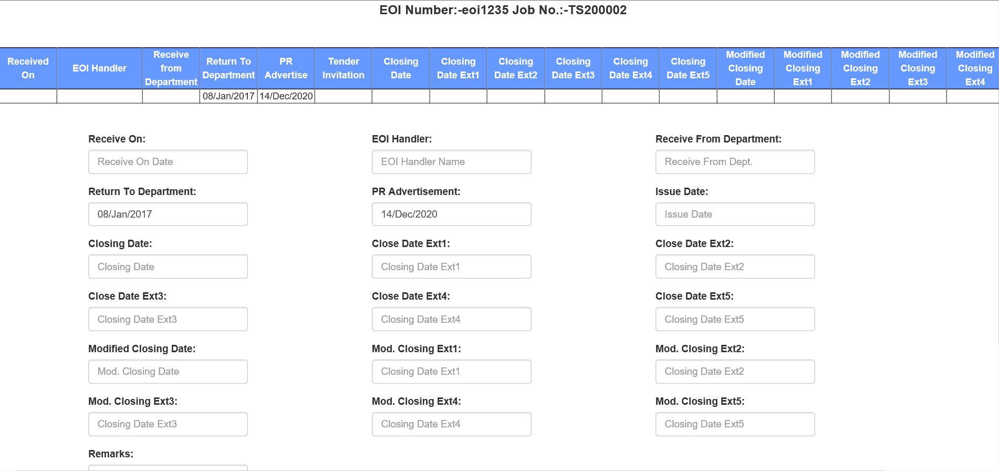 EOI Number:-eoi1235 Job No.:-TS200002
Received On
EOI Handler
Receive from Department
Return To Department
PR Advertise
Tender Invitation
Closing Date
Closing Date Ext1
Closing Date Ext2
Closing Date Ext3
Closing Date Ext4
Closing Date Ext5
Modified Closing Date
Modified Closing Ext1
Modified Closing Ext2
Modified Closing Ext3
Modified Closing Ext4
08/Jan/2017 14/Dec/2020
Receive On: EOI Handler: Receive From Department:
Receive On Date EOI Handler Name Receive From Dept.
Return To Department: PR Advertisement: Issue Date:
08/Jan/2017 14/Dec/2020 Issue Date
Closing Date: Close Date Ext1: Close Date Ext2:
Closing Date Closing Date Ext1 Closing Date Ext2
Close Date Ext3: Close Date Ext4: Close Date Ext5:
Closing Date Ext3 Closing Date Ext4 Closing Date Ext5
Modified Closing Date: Mod. Closing Ext1: Mod. Closing Ext2:
Mod. Closing Date Closing Date Ext1 Closing Date Ext2
Mod. Closing Ext3: Mod. Closing Ext4: Mod. Closing Ext5:
Closing Date Ext3 Closing Date Ext4 Closing Date Ext5
Remarks: